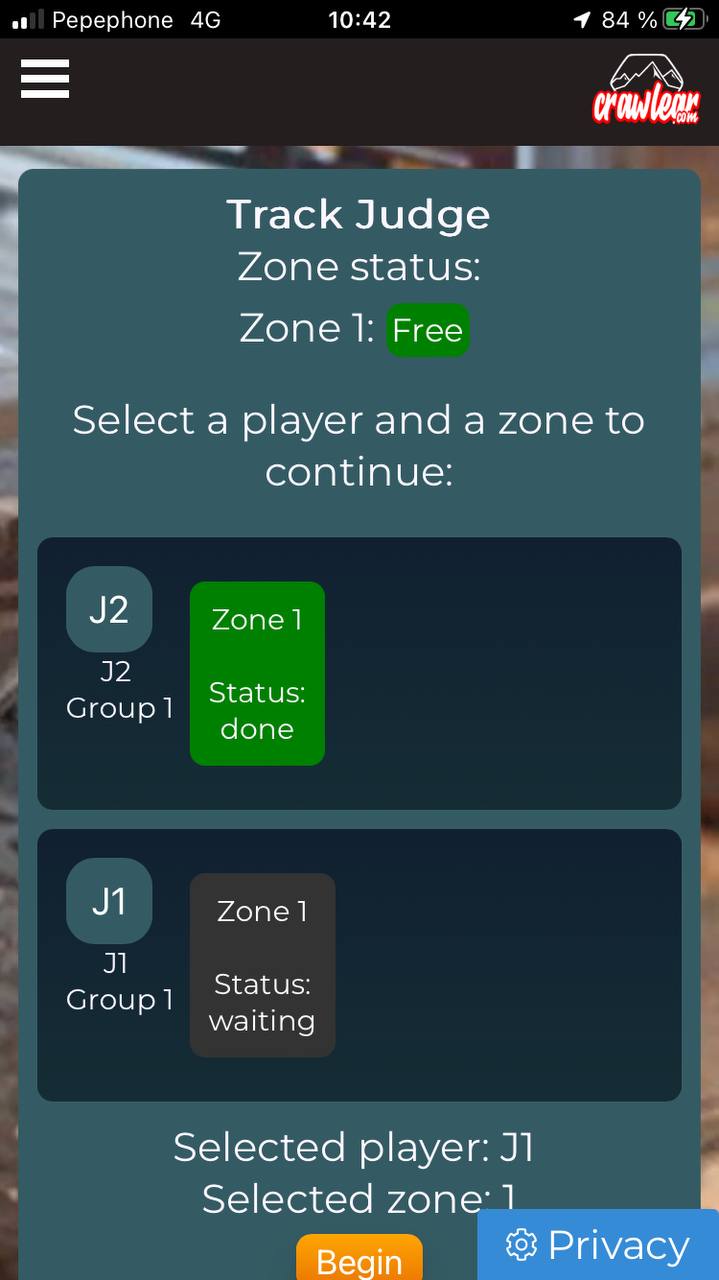 Pepephone 4G 10:42 84 %
crawlear
.com
Track Judge
Zone status:
Zone 1: Free
Select a player and a zone to
continue:
J2
J2
Group 1
Zone 1
Status:
done
J1
J1
Group 1
Zone 1
Status:
waiting
Selected player: J1
Selected zone: 1
Begin
Privacy